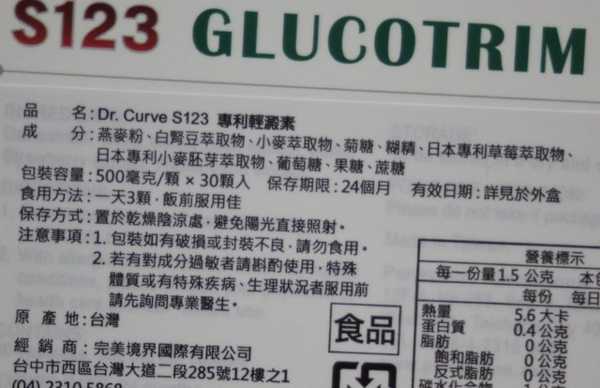 S123 GLUCOTRIM
品 名:Dr. Curve S123 專利輕澱素
成 分:燕麥粉、白腎豆萃取物、小麥萃取物、菊糖、糊精、日本專利草莓萃取物、
日本專利小麥胚芽萃取物、葡萄糖、果糖、蔗糖
包裝容量:500毫克/顆 × 30顆入 保存期限:24個月 有效日期:詳見於外盒
食用方法:一天3顆,飯前服用佳
保存方式:置於乾燥陰涼處,避免陽光直接照射。
注意事項:1. 包裝如有破損或封裝不良,請勿食用。
2. 若有對成分過敏者請斟酌使用,特殊
體質或有特殊疾病、生理狀況者服用前
請先詢問專業醫生。
原 產 地:台灣
經 銷 商:完美境界國際有限公司
台中市西區台灣大道二段285號12樓之1
(04) 2310 5868
食品
營養標示
每一份量1.5 公克 本
每份 每日
熱量 5.6 大卡
蛋白質 0.4 公克
脂肪 0 公克
飽和脂肪 0 公克
反式脂肪 0 公克